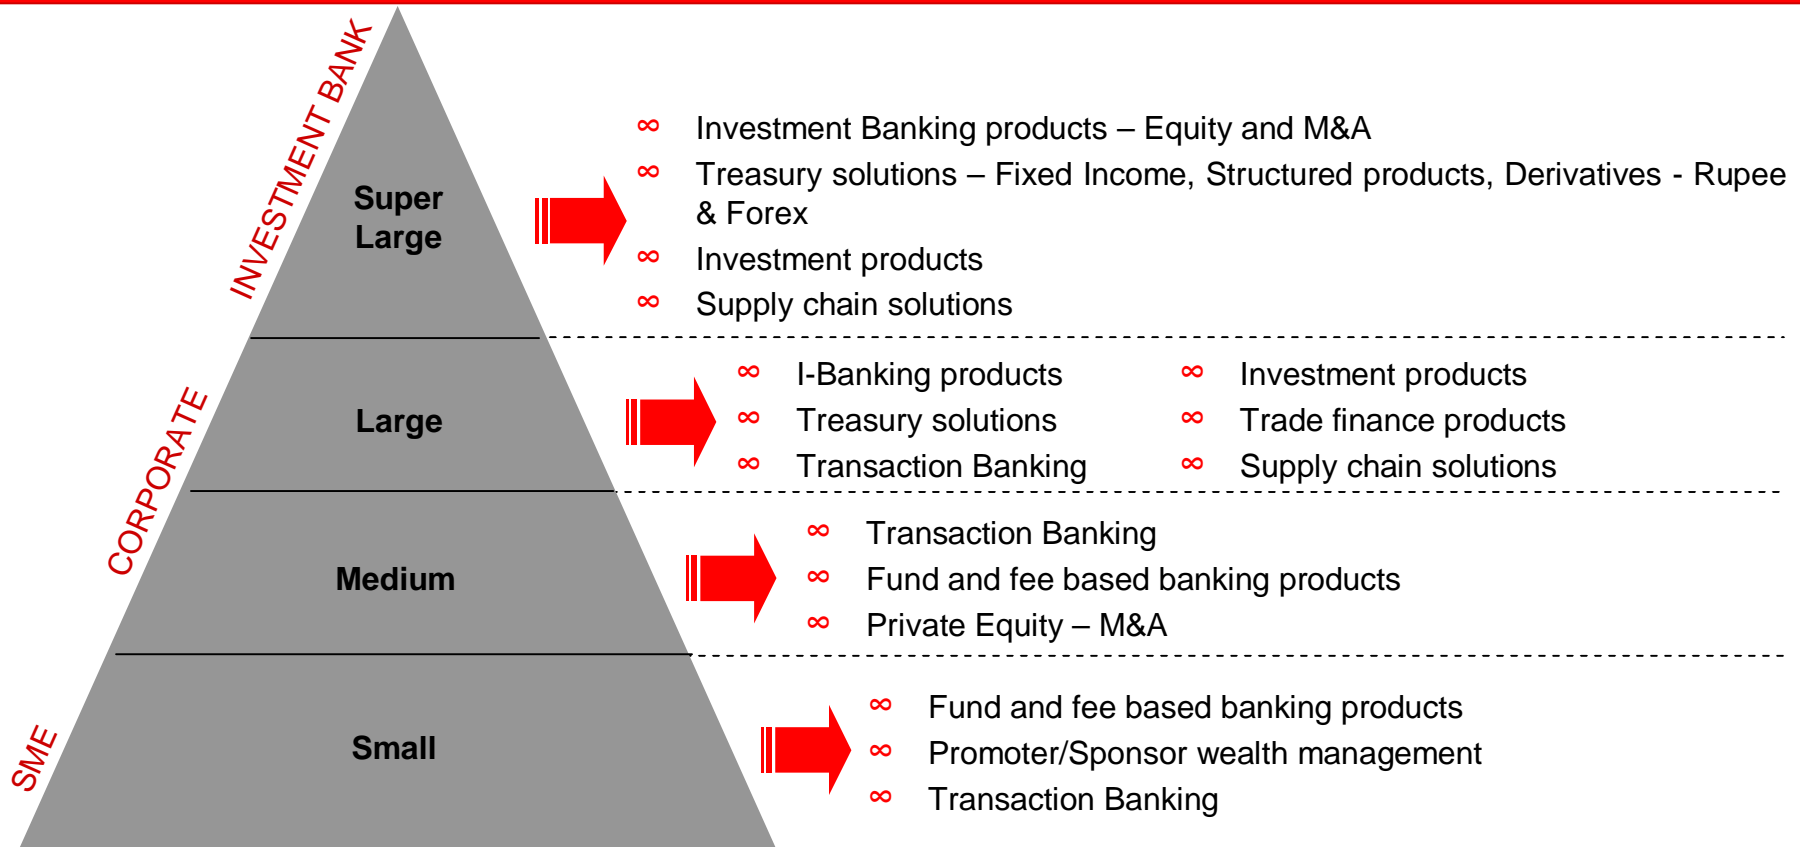 INVESTMENT BANK
Super
Large
∞ Investment Banking products – Equity and M&A
∞ Treasury solutions – Fixed Income, Structured products, Derivatives - Rupee
& Forex
∞ Investment products
∞ Supply chain solutions
CORPORATE
Large
∞ I-Banking products
∞ Treasury solutions
∞ Transaction Banking
∞ Investment products
∞ Trade finance products
∞ Supply chain solutions
Medium
∞ Transaction Banking
∞ Fund and fee based banking products
∞ Private Equity – M&A
SME
Small
∞ Fund and fee based banking products
∞ Promoter/Sponsor wealth management
∞ Transaction Banking